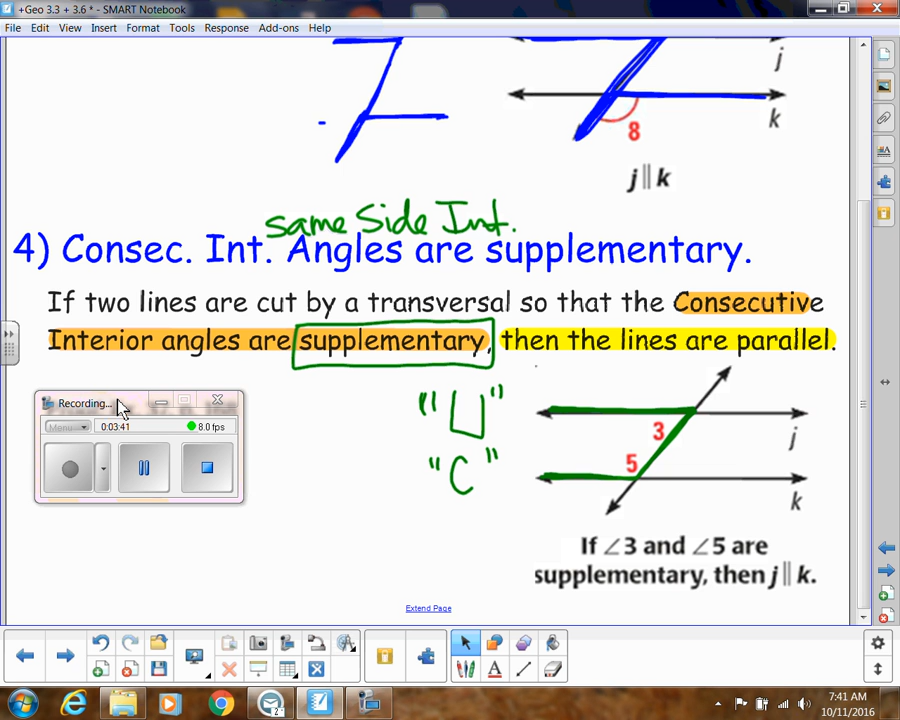 +Geo 3.3 + 3.6 * - SMART Notebook
File Edit View Insert Format Tools Response Add-ons Help
j
k
8
j || k
same Side Int.
4) Consec. Int. Angles are supplementary.
If two lines are cut by a transversal so that the Consecutive
Interior angles are supplementary, then the lines are parallel.
Recording...
Menu
0:03:41
8.0 fps
"U"
"C"
3
j
5
k
If ∠3 and ∠5 are
supplementary, then j || k.
Extend Page
2
7:41 AM
10/11/2016